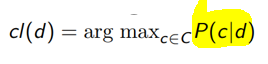 cl(d) = arg max_{c∈C} P(c|d)